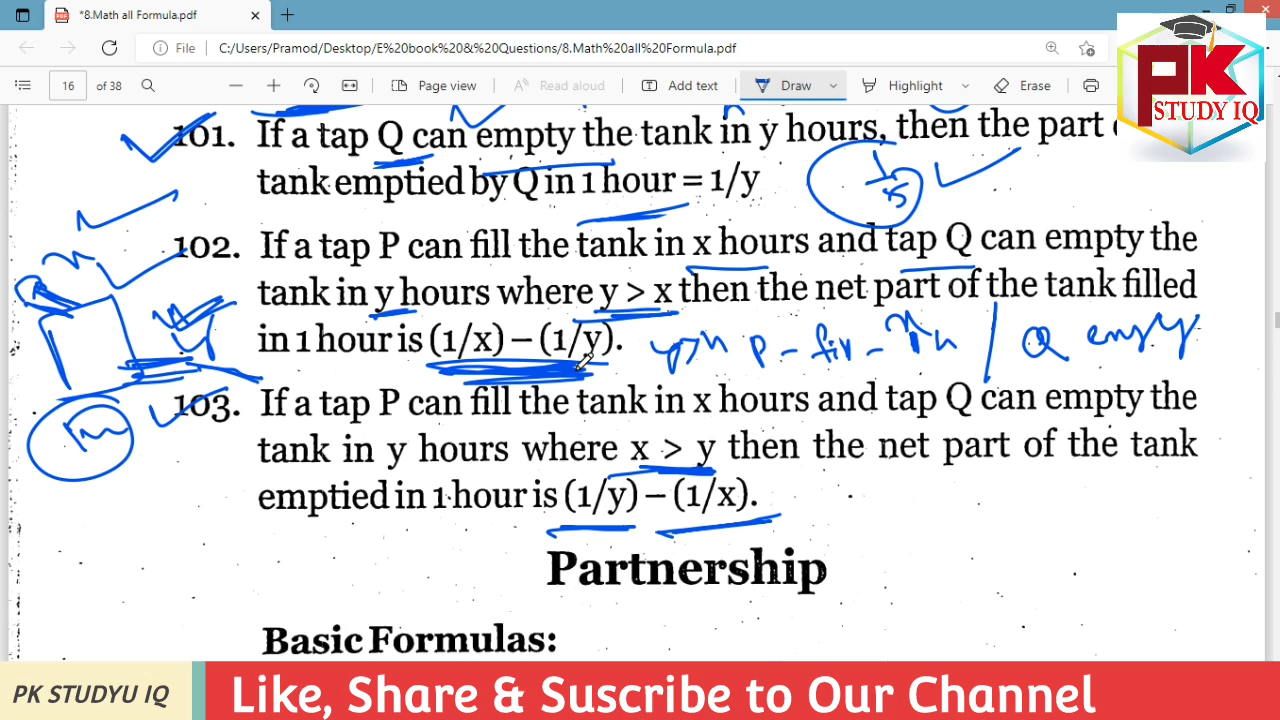 *8.Math all Formula.pdf
File C:/Users/Pramod/Desktop/E%20book%20&%20Questions/8.Math%20all%20Formula.pdf
16 of 38 Page view Read aloud Add text Draw Highlight Erase
PK
STUDY IQ
101. If a tap Q can empty the tank in y hours, then the part
tank emptied by Q in 1 hour = 1/y
1/5
102. If a tap P can fill the tank in x hours and tap Q can empty the
tank in y hours where y > x then the net part of the tank filled
in 1 hour is (1/x) – (1/y).
103. If a tap P can fill the tank in x hours and tap Q can empty the
tank in y hours where x > y then the net part of the tank
emptied in 1 hour is (1/y) – (1/x).
Partnership
Basic Formulas:
PK STUDYU IQ Like, Share & Suscribe to Our Channel